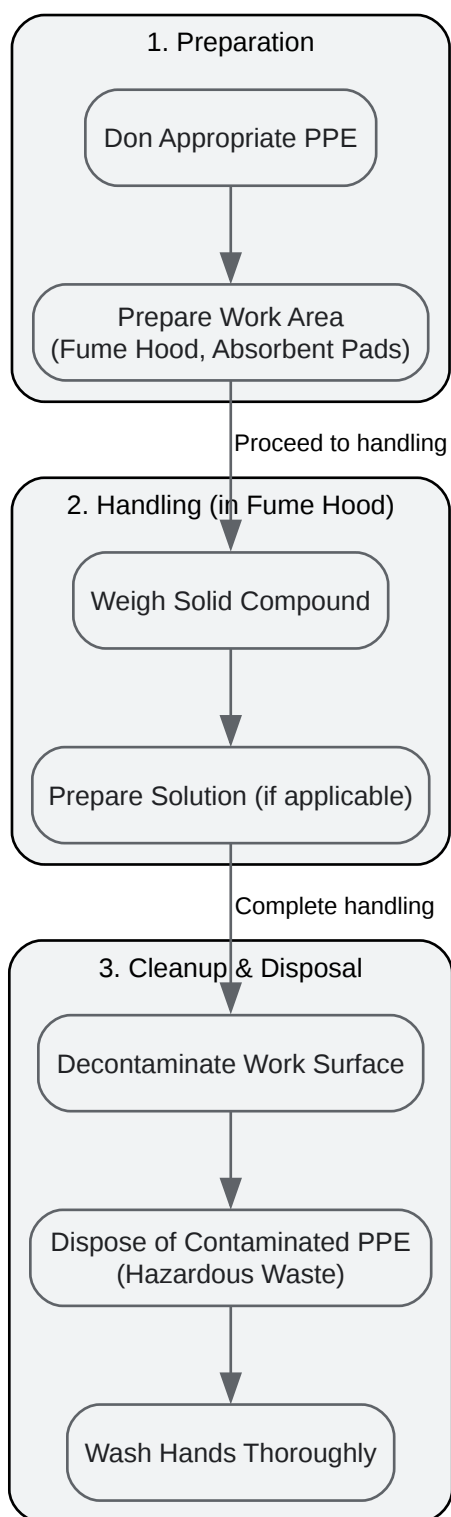 1. Preparation
Don Appropriate PPE
Prepare Work Area
(Fume Hood, Absorbent Pads)
Proceed to handling
2. Handling (in Fume Hood)
Weigh Solid Compound
Prepare Solution (if applicable)
Complete handling
3. Cleanup & Disposal
Decontaminate Work Surface
Dispose of Contaminated PPE
(Hazardous Waste)
Wash Hands Thoroughly